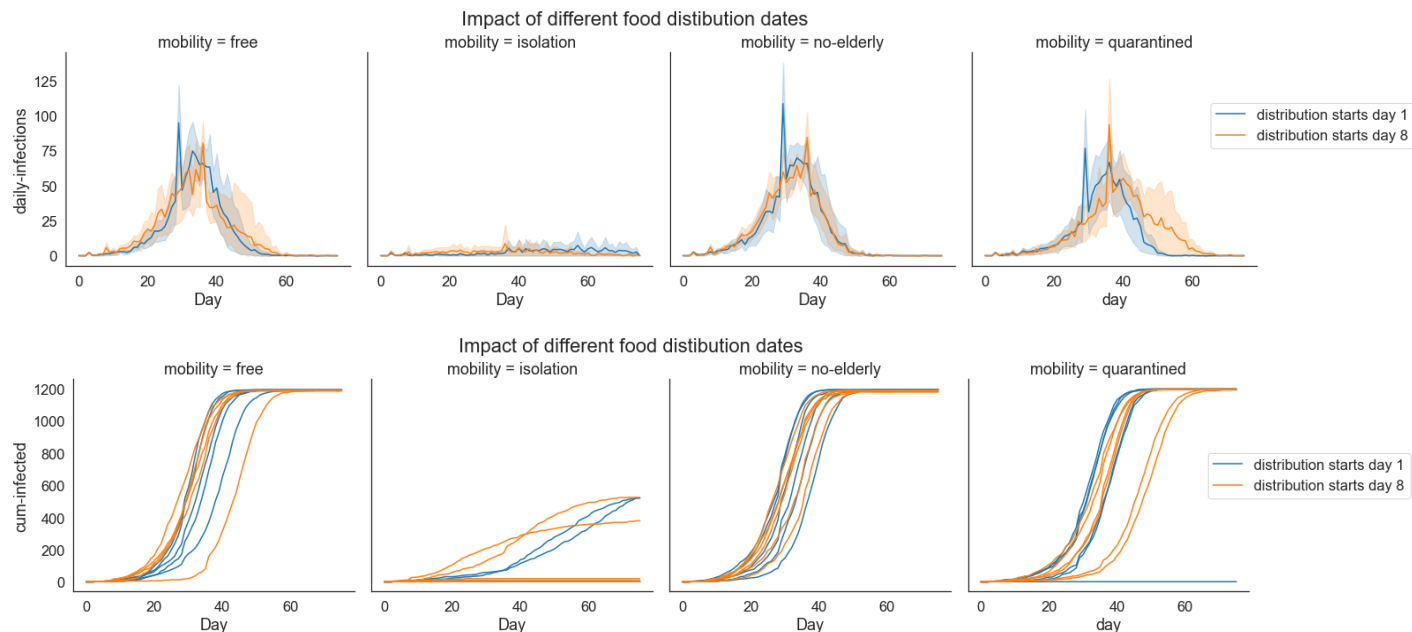 Impact of different food distibution dates
mobility = free
mobility = isolation
mobility = no-elderly
mobility = quarantined
daily-infections
125
100
75
50
25
0
0 20 40 60
0 20 40 60
0 20 40 60
0 20 40 60
Day
Day
Day
day
distribution starts day 1
distribution starts day 8
Impact of different food distibution dates
mobility = free
mobility = isolation
mobility = no-elderly
mobility = quarantined
cum-infected
1200
1000
800
600
400
200
0
0 20 40 60
0 20 40 60
0 20 40 60
0 20 40 60
Day
Day
Day
day
distribution starts day 1
distribution starts day 8